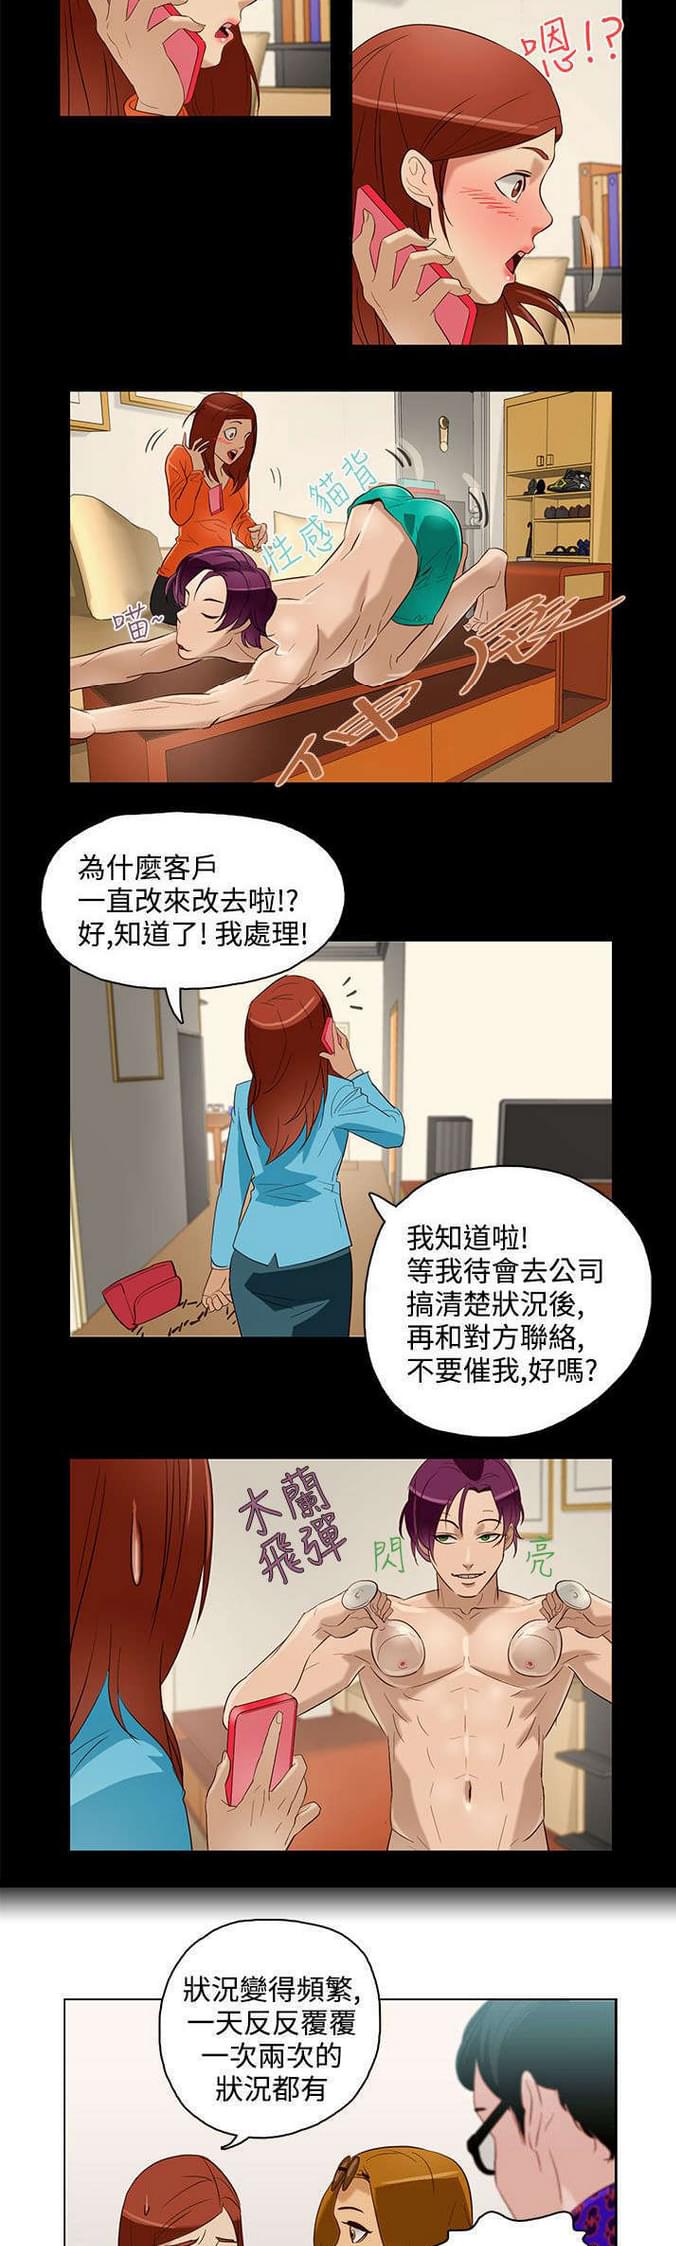 嗯!?
性感貓背
喵~
伸展
為什麼客戶
一直改來改去啦!?
好,知道了! 我處理!
我知道啦!
等我待會去公司
搞清楚狀況後,
再和對方聯絡,
不要催我,好嗎?
木蘭
飛彈
閃
亮
狀況變得頻繁,
一天反反覆覆
一次兩次的
狀況都有